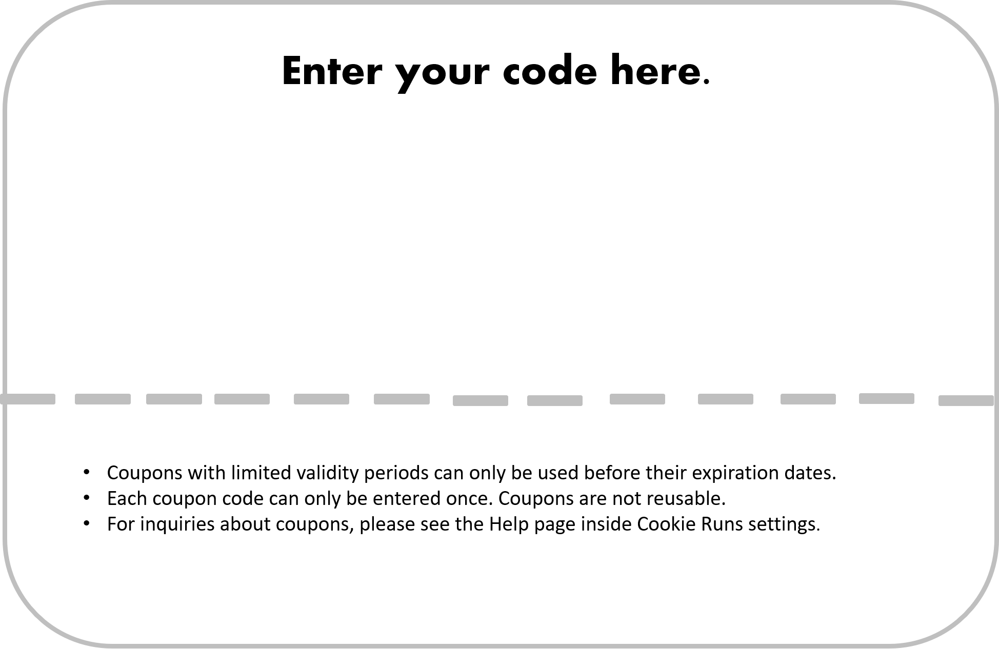 Enter your code here.
• Coupons with limited validity periods can only be used before their expiration dates.
• Each coupon code can only be entered once. Coupons are not reusable.
• For inquiries about coupons, please see the Help page inside Cookie Runs settings.